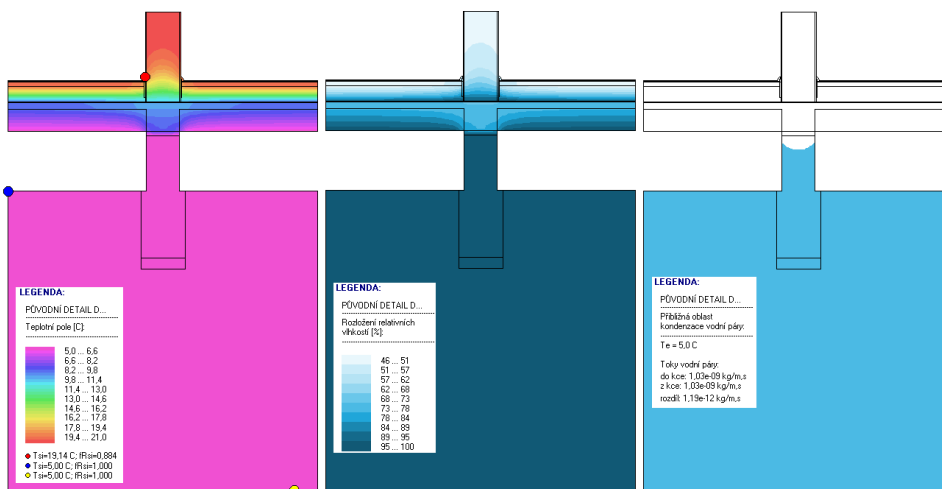 LEGENDA:
PŮVODNÍ DETAIL D...
Teplotní pole [C]:
5,0 ... 6,6
6,6 ... 8,2
8,2 ... 9,8
9,8 ... 11,4
11,4 ... 13,0
13,0 ... 14,6
14,6 ... 16,2
16,2 ... 17,8
17,8 ... 19,4
19,4 ... 21,0
Tsi=19,14 C; fRsi=0,884
Tsi=5,00 C; fRsi=1,000
Tsi=5,00 C; fRsi=1,000
LEGENDA:
PŮVODNÍ DETAIL D...
Rozložení relativních
vlhkostí [%]:
46 ... 51
51 ... 57
57 ... 62
62 ... 68
68 ... 73
73 ... 78
78 ... 84
84 ... 89
89 ... 95
95 ... 100
LEGENDA:
PŮVODNÍ DETAIL D...
Přibližná oblast
kondenzace vodní páry:
Te = 5,0 C
Toky vodní páry:
do kce: 1,03e-09 kg/m,s
z kce: 1,03e-09 kg/m,s
rozdíl: 1,19e-12 kg/m,s